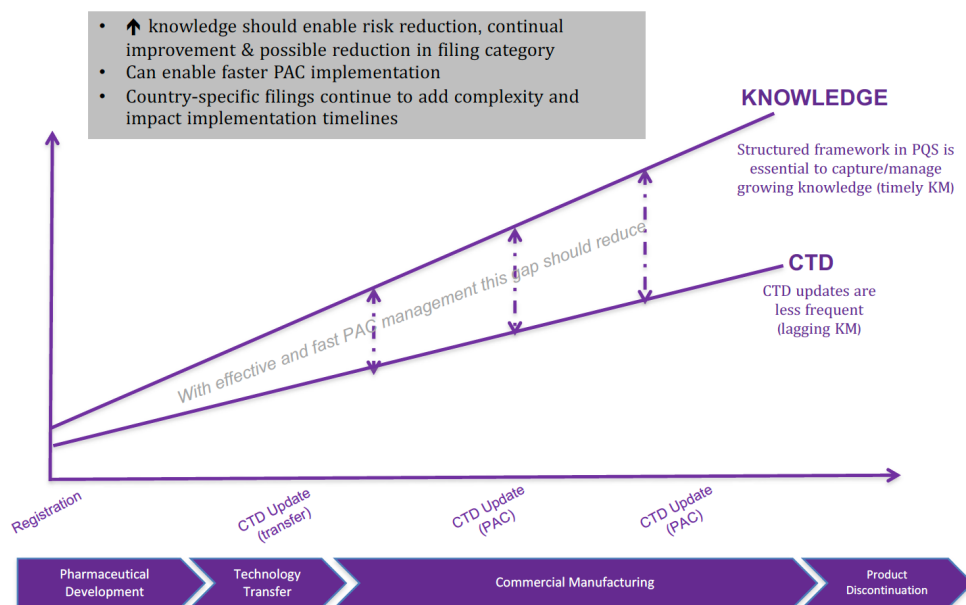 • ↑ knowledge should enable risk reduction, continual
improvement & possible reduction in filing category
• Can enable faster PAC implementation
• Country-specific filings continue to add complexity and
impact implementation timelines
KNOWLEDGE
Structured framework in PQS is
essential to capture/manage
growing knowledge (timely KM)
With effective and fast PAC management this gap should reduce
CTD
CTD updates are
less frequent
(lagging KM)
Registration
CTD Update
(transfer)
CTD Update
(PAC)
CTD Update
(PAC)
Pharmaceutical
Development
Technology
Transfer
Commercial Manufacturing
Product
Discontinuation